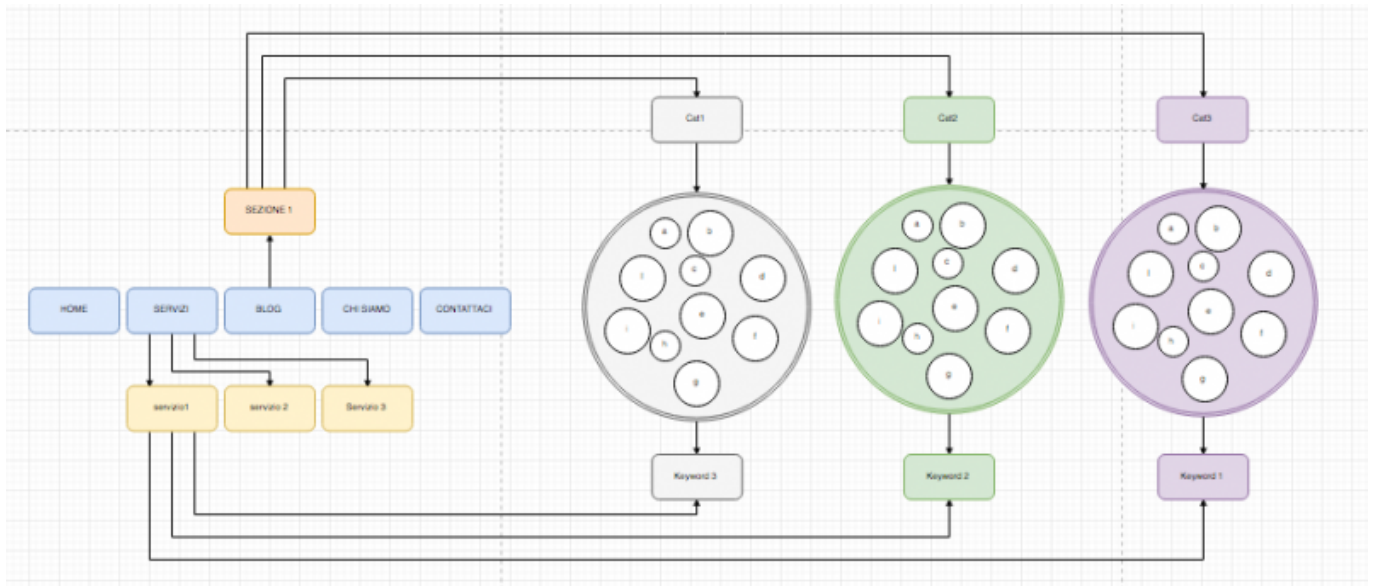 Cat1
Cat2
Cat3
SEZIONE 1
a
b
l
c
d
i
e
f
h
g
a
b
l
c
d
i
e
f
h
g
a
b
l
c
d
i
e
f
h
g
HOME
SERVIZI
BLOG
CHI SIAMO
CONTATTACI
servizio1
servizio 2
Servizio 3
Keyword 3
Keyword 2
Keyword 1